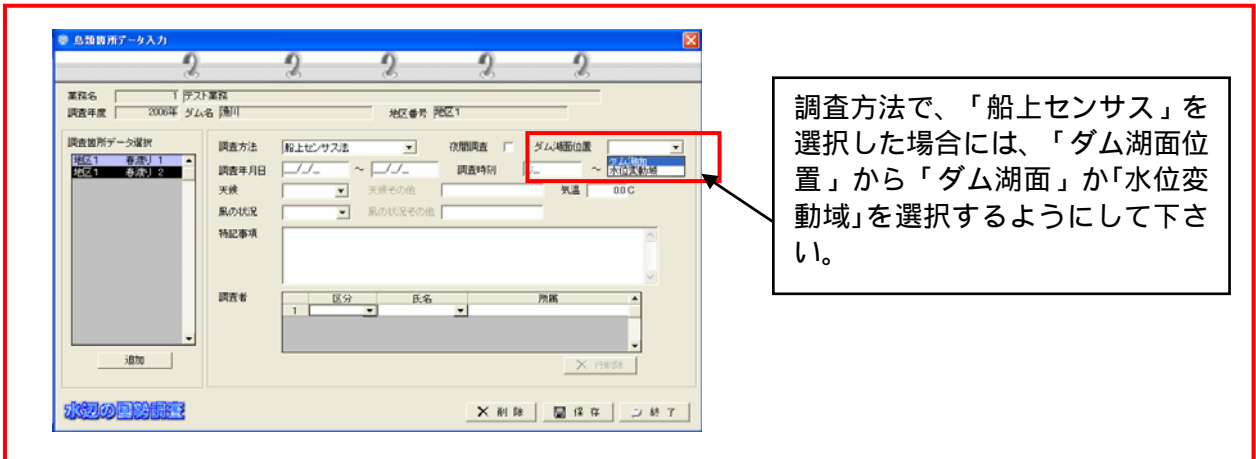 鳥類箇所データ入力
業務名 1 テスト業務
調査年度 2006年 ダム名 滝川 地区番号 地区1
調査箇所データ選択
地区1 春渡り 1
地区1 春渡り 2
追加
調査方法 船上センサス法 夜間調査 ダム湖面位置
ダム湖面
水位変動域
調査年月日 __/_/_ ~ __/_/_ 調査時刻 ~
天候 天候その他 気温 0.0 C
風の状況 風の状況その他
特記事項
調査者 区分 氏名 所属
1
行削除
水辺の国勢調査
削除 保存 終了
調査方法で、「船上センサス」を
選択した場合には、「ダム湖面位
置」から「ダム湖面」か「水位変
動域」を選択するようにして下さ
い。